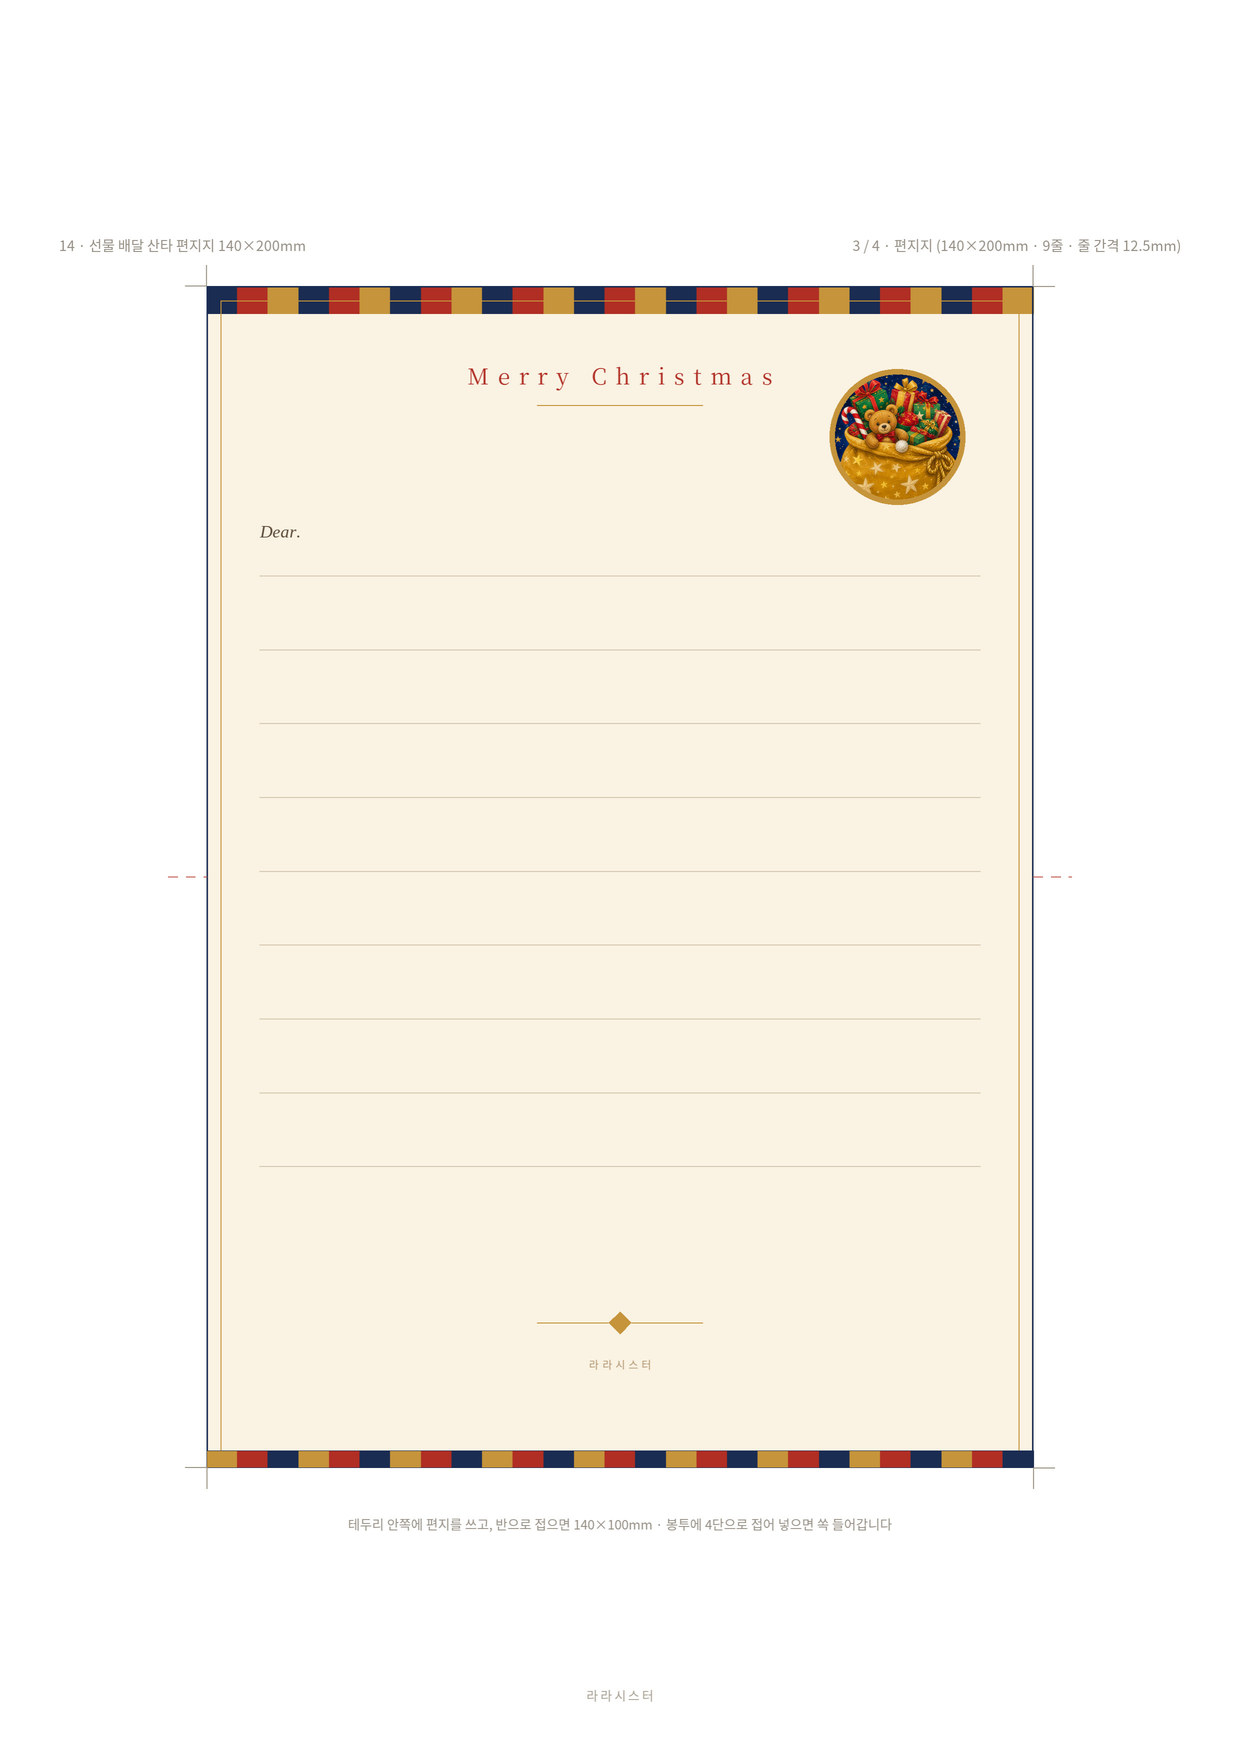 14 · 선물 배달 산타 편지지 140×200mm
3 / 4 · 편지지 (140×200mm · 9줄 · 줄 간격 12.5mm)
Merry Christmas
Dear.
라라시스터
테두리 안쪽에 편지를 쓰고, 반으로 접으면 140×100mm · 봉투에 4단으로 접어 넣으면 쏙 들어갑니다
라라시스터